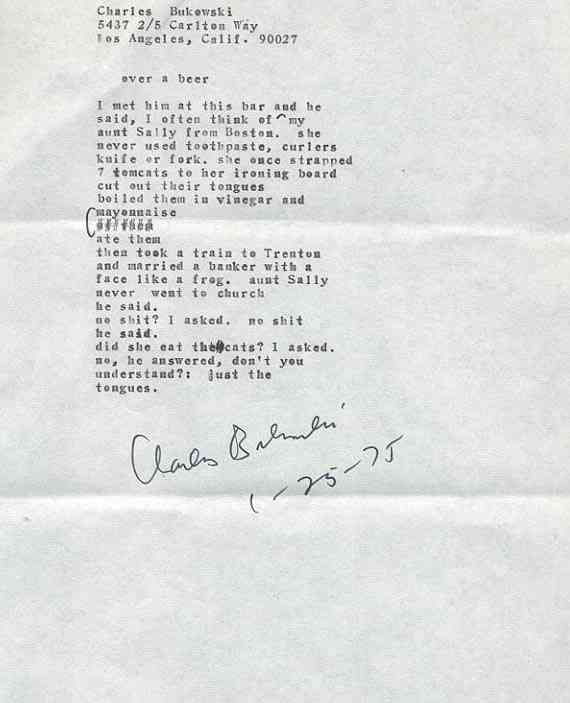 Charles Bukowski
5437 2/5 Carlton Way
Los Angeles, Calif. 90027
over a beer
I met him at this bar and he
said, I often think of ^ my
aunt Sally from Boston. she
never used toothpaste, curlers
knife or fork. she once strapped
7 tomcats to her ironing board
cut out their tongues
boiled them in vinegar and
mayonnaise
ate them
then took a train to Trenton
and married a banker with a
face like a frog. aunt Sally
never went to church
he said.
no shit? I asked. no shit
he said.
did she eat the cats? I asked.
no, he answered, don't you
understand?: just the
tongues.
Charles Bukowski
1-25-75